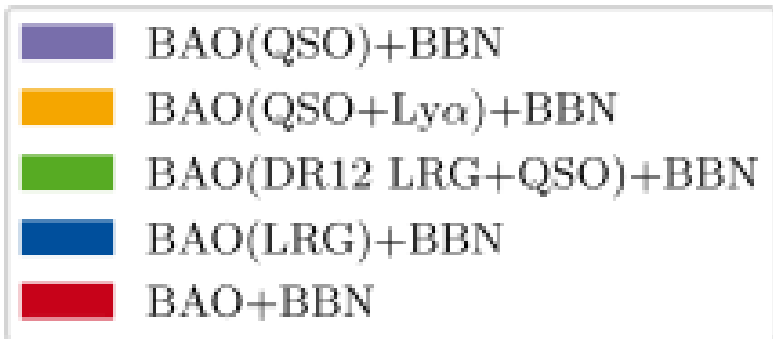 BAO(QSO)+BBN
BAO(QSO+Lyα)+BBN
BAO(DR12 LRG+QSO)+BBN
BAO(LRG)+BBN
BAO+BBN